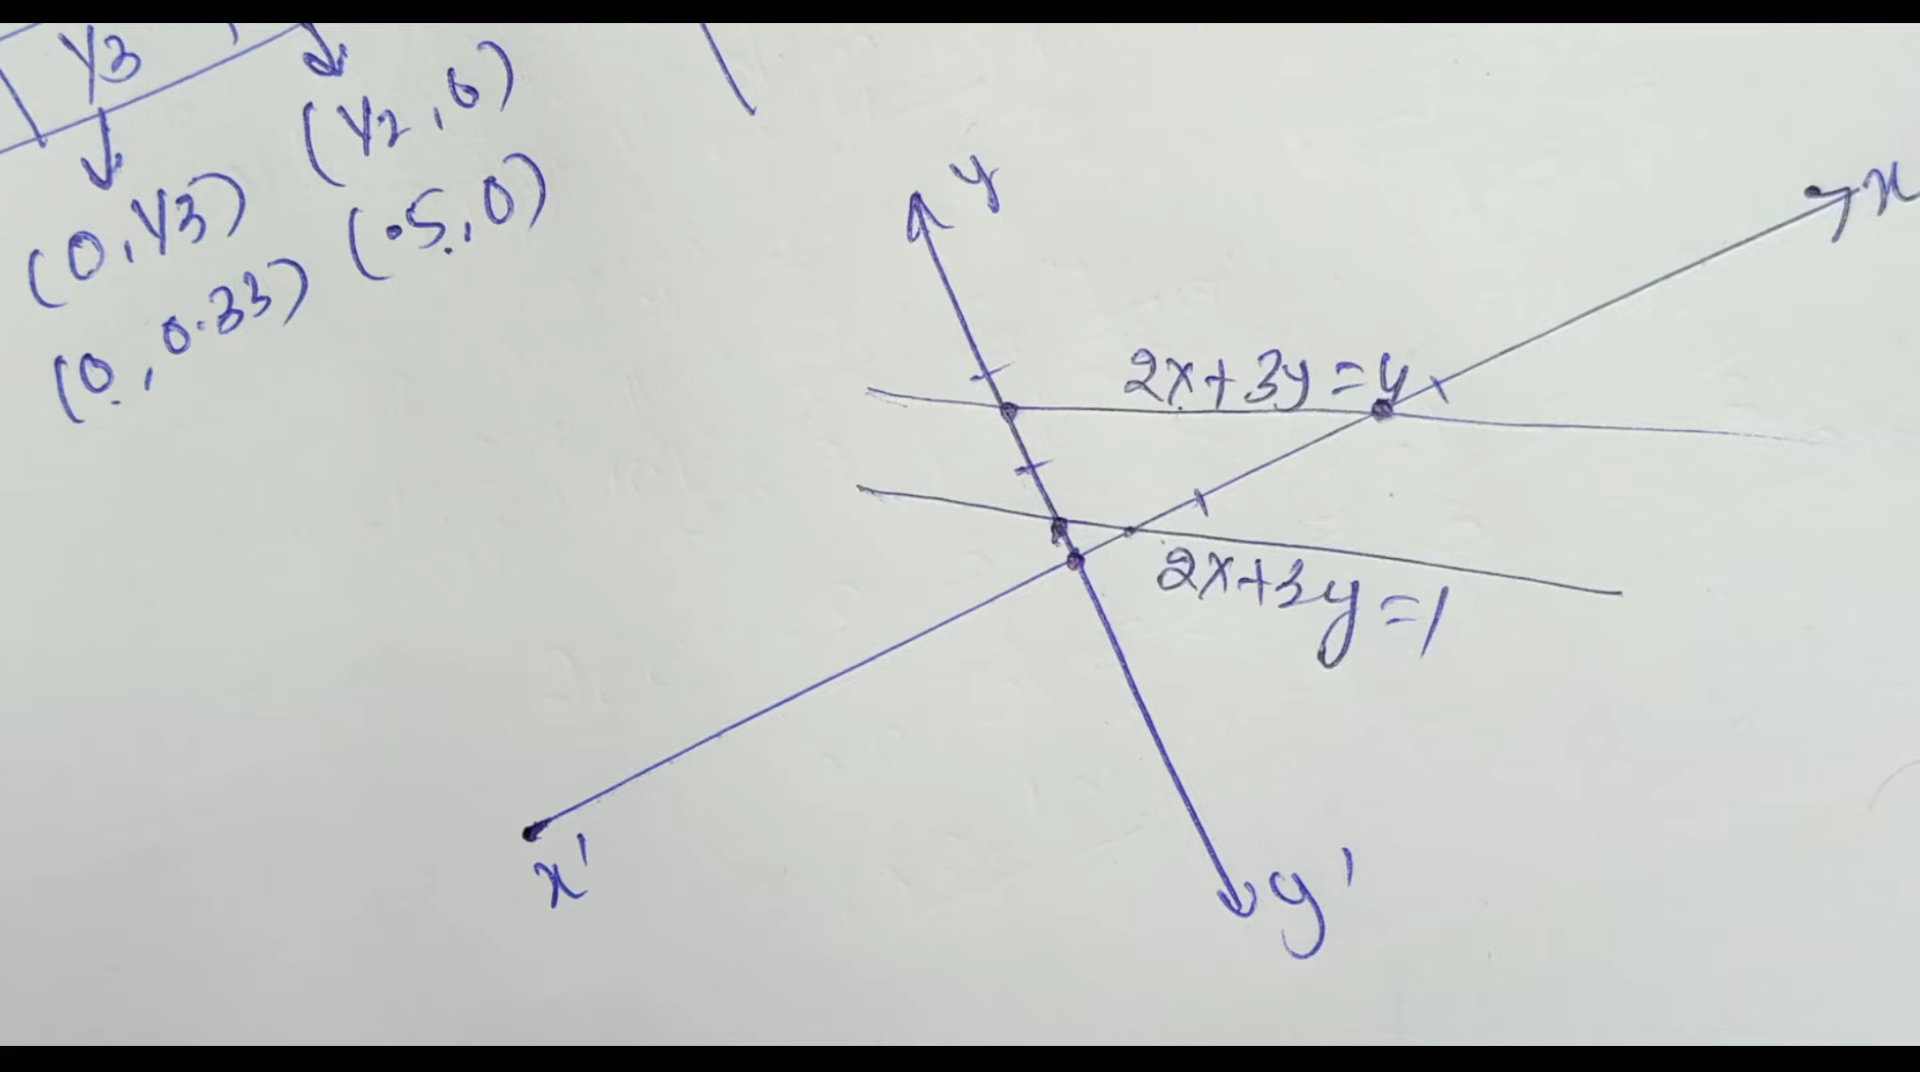 1/3
(0, 1/3)
(0, 0.33)
(1/2, 0)
(.5, 0)
y
x
2x+3y=4
2x+3y=1
x'
y'